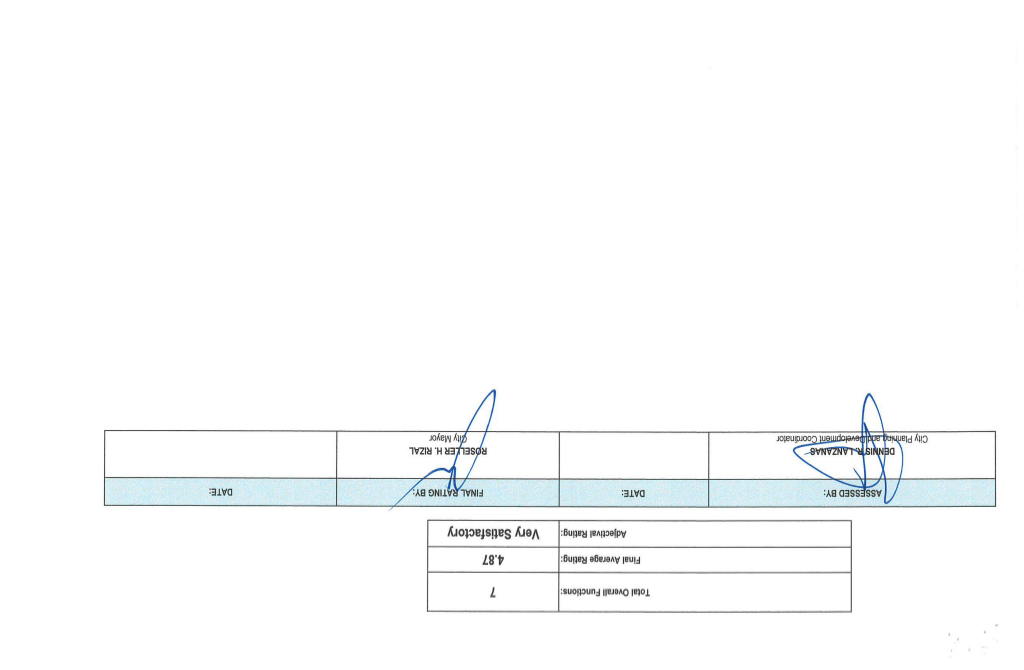 Total Overall Functions: 7
Final Average Rating: 4.87
Adjectival Rating: Very Satisfactory
ASSESSED BY: DATE: FINAL RATING BY: DATE:
DENNIS R. LANZANAS ROSELLER H. RIZAL
City Planning and Development Coordinator City Mayor